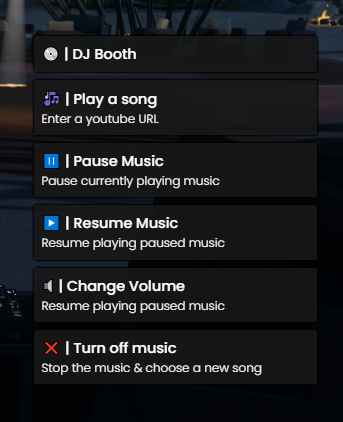 💿 | DJ Booth
🎶 | Play a song
Enter a youtube URL
⏸️ | Pause Music
Pause currently playing music
▶️ | Resume Music
Resume playing paused music
🔈 | Change Volume
Resume playing paused music
❌ | Turn off music
Stop the music & choose a new song